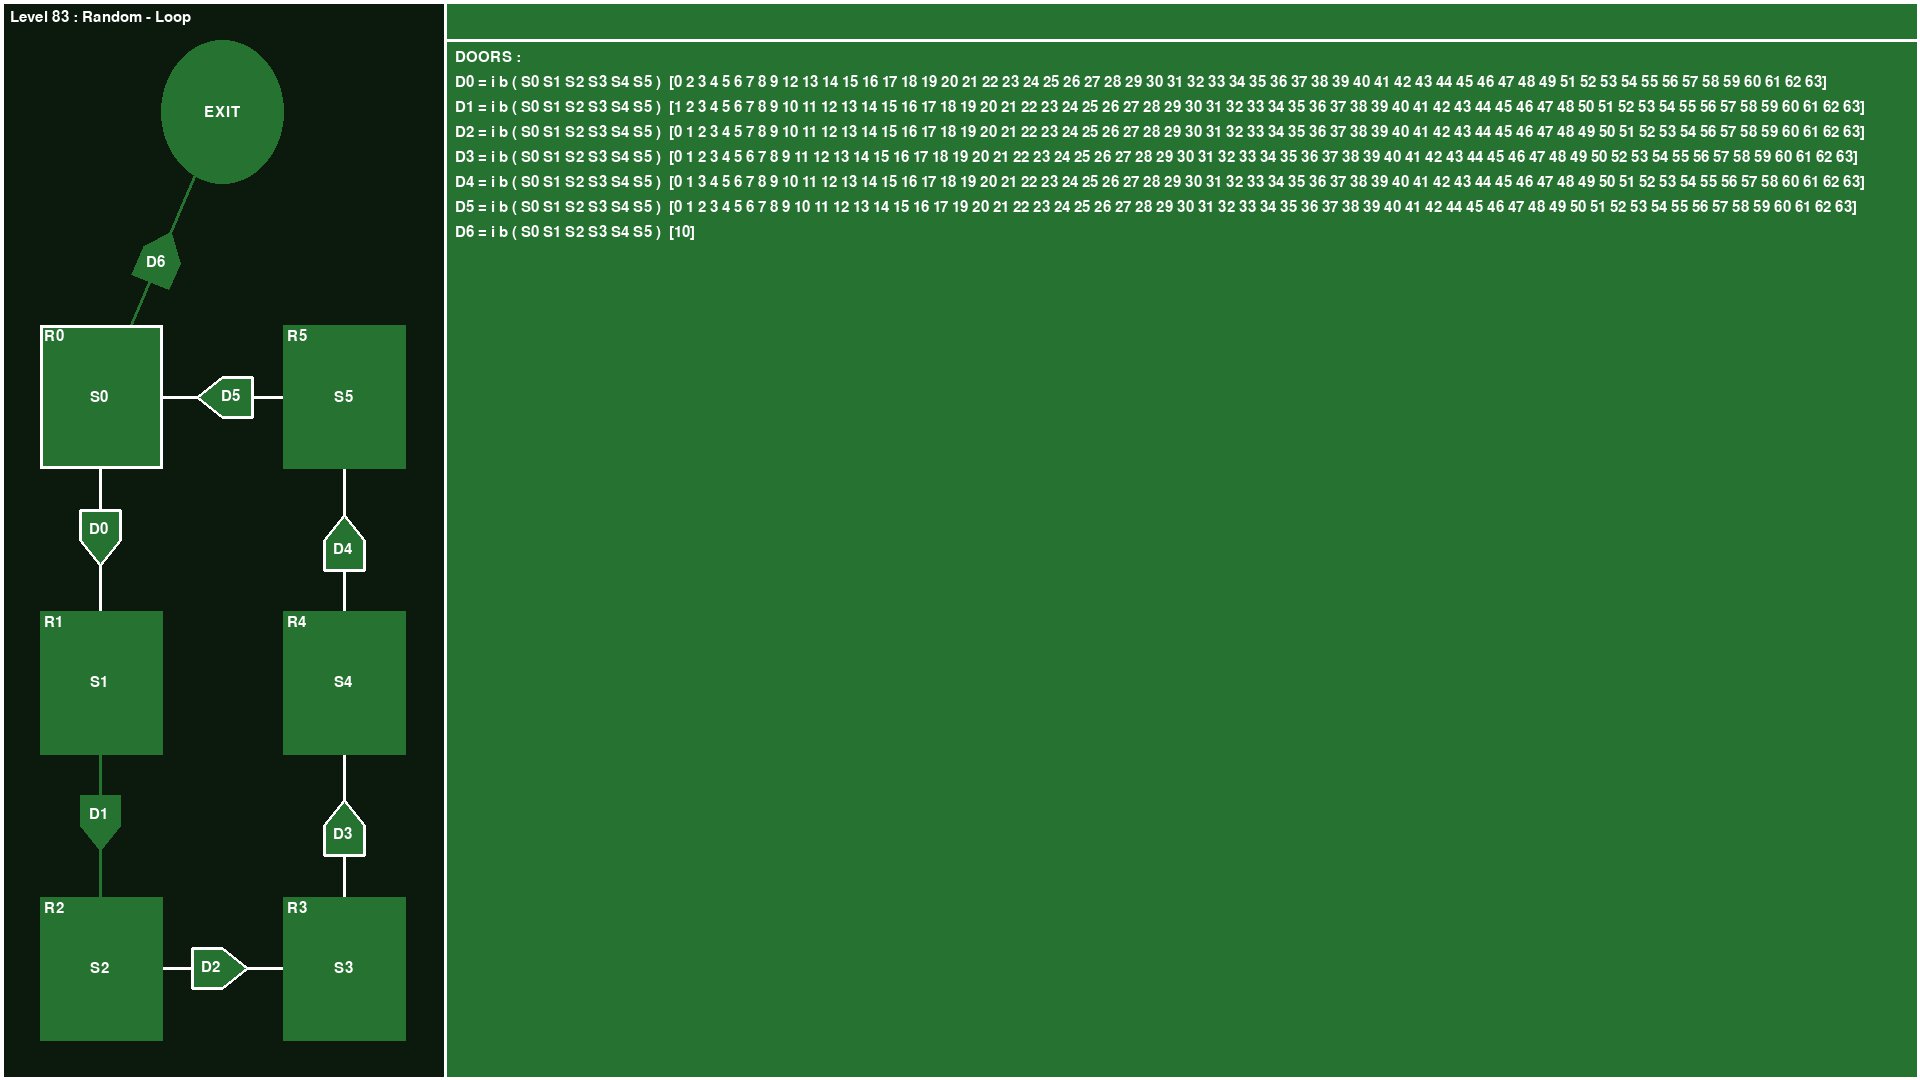 Level 83 : Random - Loop
EXIT
D6
R0
S0
D5
R5
S5
D0
D4
R1
S1
R4
S4
D1
D3
R2
S2
D2
R3
S3
DOORS :
D0 = i b ( S0 S1 S2 S3 S4 S5 ) [0 2 3 4 5 6 7 8 9 12 13 14 15 16 17 18 19 20 21 22 23 24 25 26 27 28 29 30 31 32 33 34 35 36 37 38 39 40 41 42 43 44 45 46 47 48 49 51 52 53 54 55 56 57 58 59 60 61 62 63]
D1 = i b ( S0 S1 S2 S3 S4 S5 ) [1 2 3 4 5 6 7 8 9 10 11 12 13 14 15 16 17 18 19 20 21 22 23 24 25 26 27 28 29 30 31 32 33 34 35 36 37 38 39 40 41 42 43 44 45 46 47 48 50 51 52 53 54 55 56 57 58 59 60 61 62 63]
D2 = i b ( S0 S1 S2 S3 S4 S5 ) [0 1 2 3 4 5 7 8 9 10 11 12 13 14 15 16 17 18 19 20 21 22 23 24 25 26 27 28 29 30 31 32 33 34 35 36 37 38 39 40 41 42 43 44 45 46 47 48 49 50 51 52 53 54 56 57 58 59 60 61 62 63]
D3 = i b ( S0 S1 S2 S3 S4 S5 ) [0 1 2 3 4 5 6 7 8 9 11 12 13 14 15 16 17 18 19 20 21 22 23 24 25 26 27 28 29 30 31 32 33 34 35 36 37 38 39 40 41 42 43 44 45 46 47 48 49 50 51 52 53 54 55 56 57 58 60 61 62 63]
D4 = i b ( S0 S1 S2 S3 S4 S5 ) [0 1 3 4 5 6 7 8 9 10 11 12 13 14 15 16 17 18 19 20 21 22 23 24 25 26 27 28 29 30 31 32 33 34 35 36 37 38 39 40 41 42 43 44 45 46 47 48 49 50 51 52 53 54 55 56 57 58 60 61 62 63]
D5 = i b ( S0 S1 S2 S3 S4 S5 ) [0 1 2 3 4 5 6 7 8 9 10 11 12 13 14 15 16 17 19 20 21 22 23 24 25 26 27 28 29 30 31 32 33 34 35 36 37 38 39 40 41 42 44 45 46 47 48 49 50 51 52 53 54 55 56 57 58 59 60 61 62 63]
D6 = i b ( S0 S1 S2 S3 S4 S5 ) [10]